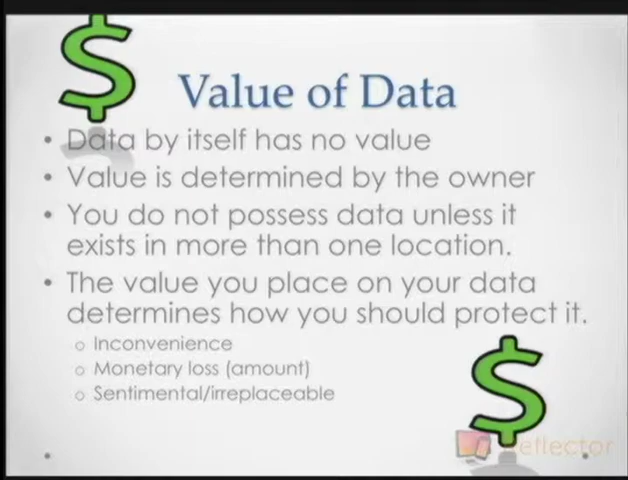 Value of Data
• Data by itself has no value
• Value is determined by the owner
• You do not possess data unless it
exists in more than one location.
• The value you place on your data
determines how you should protect it.
o Inconvenience
o Monetary loss (amount)
o Sentimental/irreplaceable
Reflector